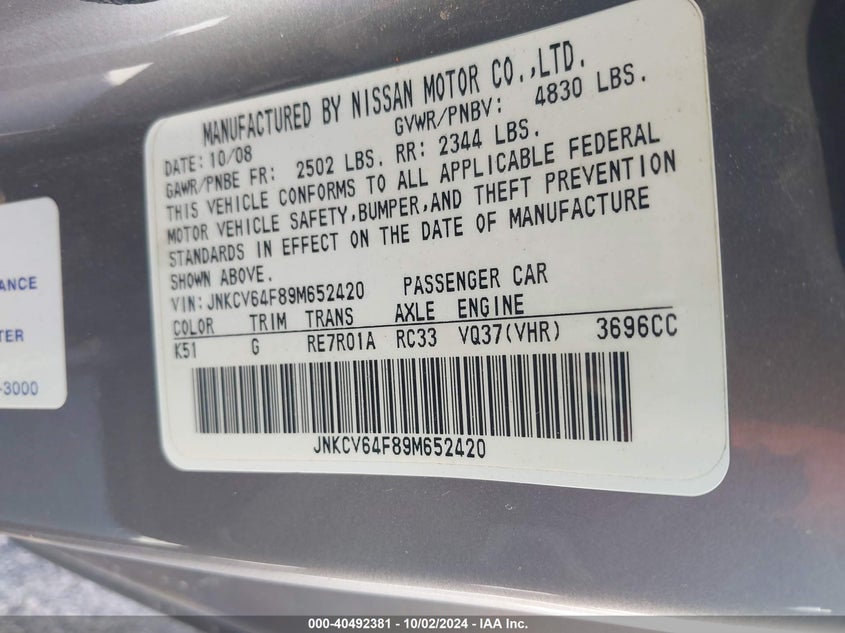 MANUFACTURED BY NISSAN MOTOR CO.,LTD.
DATE: 10/08 GVWR/PNBV: 4830 LBS.
GAWR/PNBE FR: 2502 LBS. RR: 2344 LBS.
THIS VEHICLE CONFORMS TO ALL APPLICABLE FEDERAL
MOTOR VEHICLE SAFETY,BUMPER,AND THEFT PREVENTION
STANDARDS IN EFFECT ON THE DATE OF MANUFACTURE
SHOWN ABOVE.
VIN: JNKCV64F89M652420 PASSENGER CAR
COLOR TRIM TRANS AXLE ENGINE
K51 G RE7R01A RC33 VQ37(VHR) 3696CC
JNKCV64F89M652420
-3000
000-40492381 - 10/02/2024 - IAA Inc.